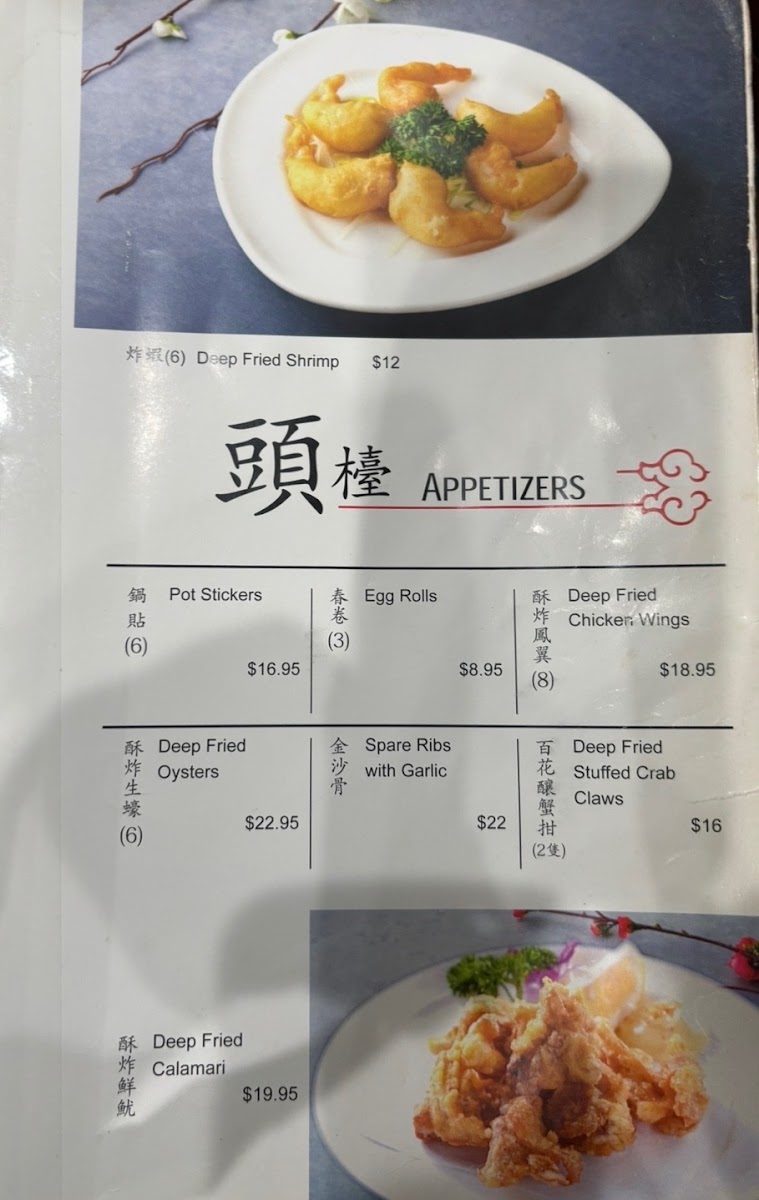 炸蝦(6) Deep Fried Shrimp $12
頭檯 APPETIZERS
鍋貼(6)
Pot Stickers
$16.95
春卷(3)
Egg Rolls
$8.95
酥炸鳳翼(8)
Deep Fried
Chicken Wings
$18.95
酥炸生蠔(6)
Deep Fried
Oysters
$22.95
金沙骨
Spare Ribs
with Garlic
$22
百花釀蟹拑(2隻)
Deep Fried
Stuffed Crab
Claws
$16
酥炸鮮魷
Deep Fried
Calamari
$19.95